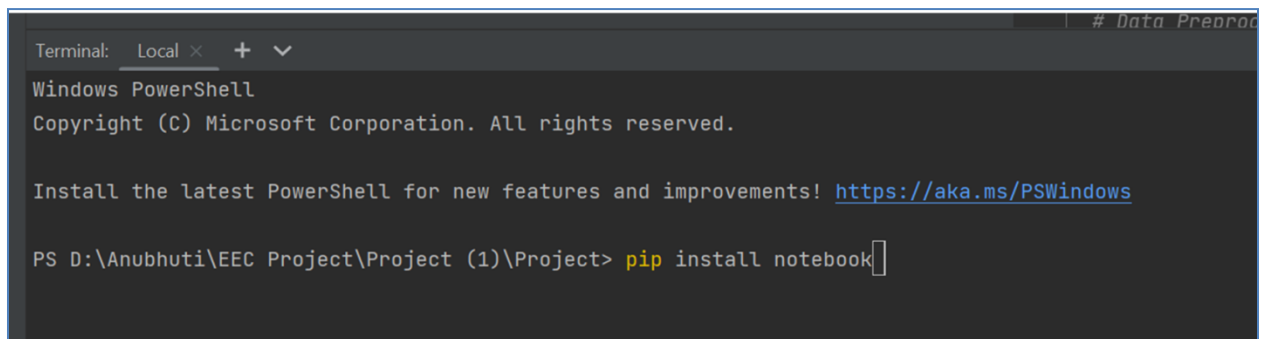 # Data Preproc
Terminal: Local × + ⌄
Windows PowerShell
Copyright (C) Microsoft Corporation. All rights reserved.
Install the latest PowerShell for new features and improvements! https://aka.ms/PSWindows
PS D:\Anubhuti\EEC Project\Project (1)\Project> pip install notebook